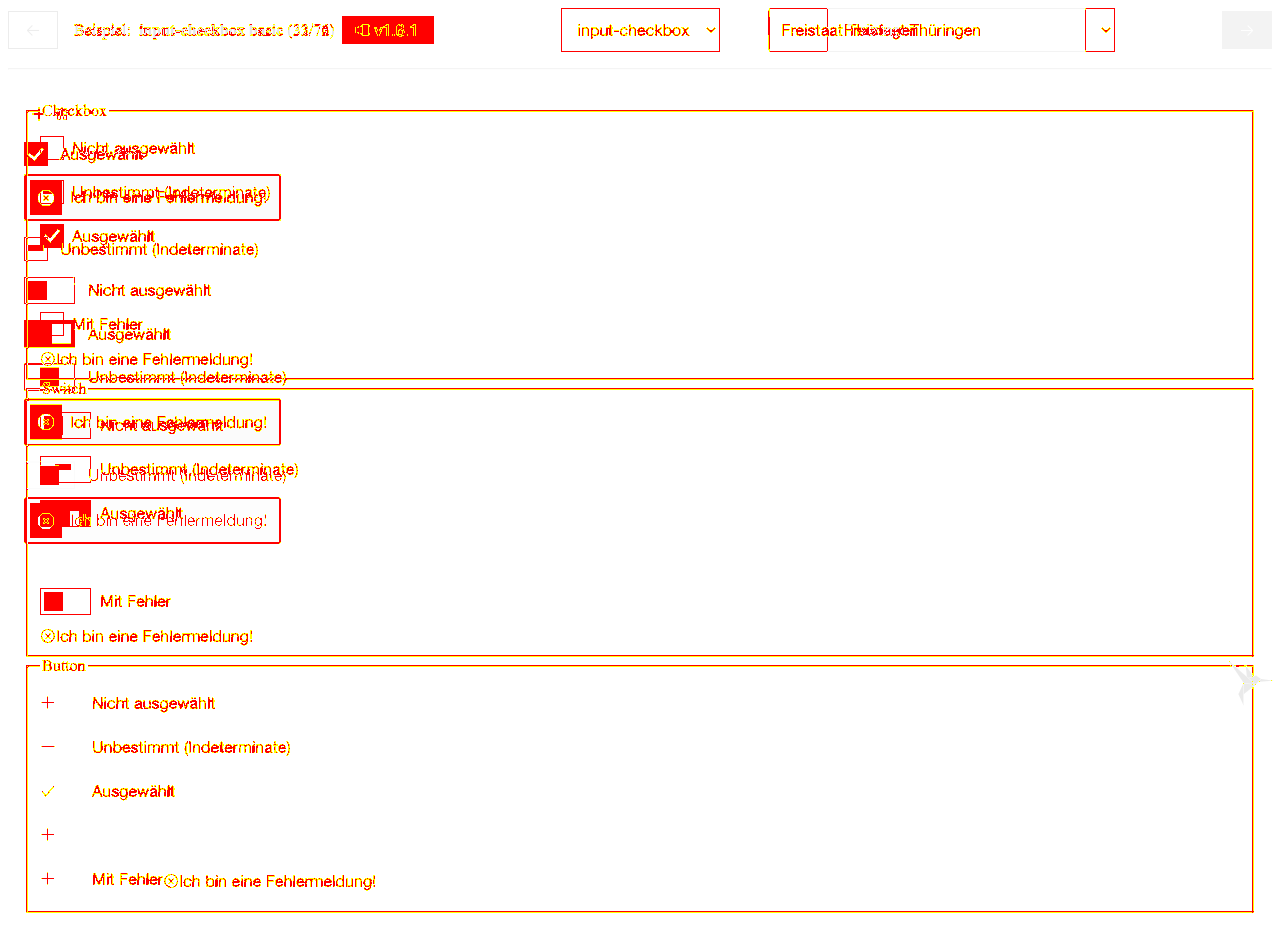 Beispiel: input-checkbox basic v1.6.1 input-checkbox Freistaat Thüringen
Checkbox
Nicht ausgewählt
Ausgewählt
Unbestimmt (Indeterminate)
Ich bin eine Fehlermeldung!
Ausgewählt
Unbestimmt (Indeterminate)
Nicht ausgewählt
Mit Fehler
Ausgewählt
Ich bin eine Fehlermeldung!
Unbestimmt (Indeterminate)
Switch
Ich bin eine Fehlermeldung!
Nicht ausgewählt
Unbestimmt (Indeterminate)
Unbestimmt (Indeterminate)
Ausgewählt
Ich bin eine Fehlermeldung!
Mit Fehler
Ich bin eine Fehlermeldung!
Button
Nicht ausgewählt
Unbestimmt (Indeterminate)
Ausgewählt
Mit Fehler Ich bin eine Fehlermeldung!